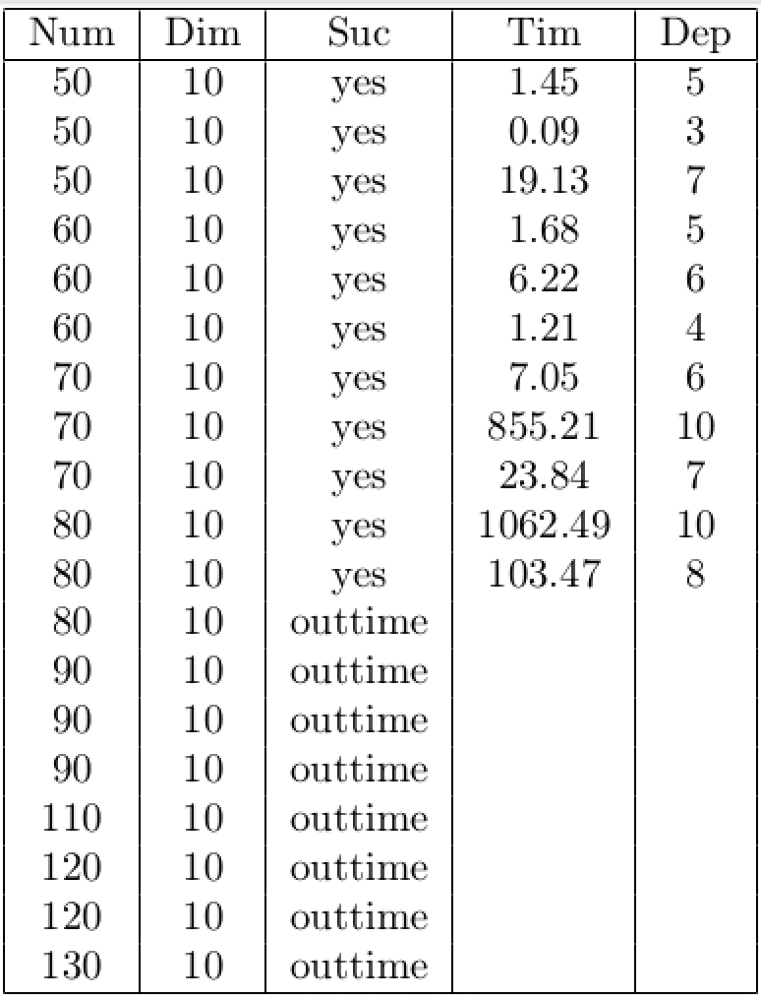 Num Dim Suc Tim Dep
50 10 yes 1.45 5
50 10 yes 0.09 3
50 10 yes 19.13 7
60 10 yes 1.68 5
60 10 yes 6.22 6
60 10 yes 1.21 4
70 10 yes 7.05 6
70 10 yes 855.21 10
70 10 yes 23.84 7
80 10 yes 1062.49 10
80 10 yes 103.47 8
80 10 outtime
90 10 outtime
90 10 outtime
90 10 outtime
110 10 outtime
120 10 outtime
120 10 outtime
130 10 outtime